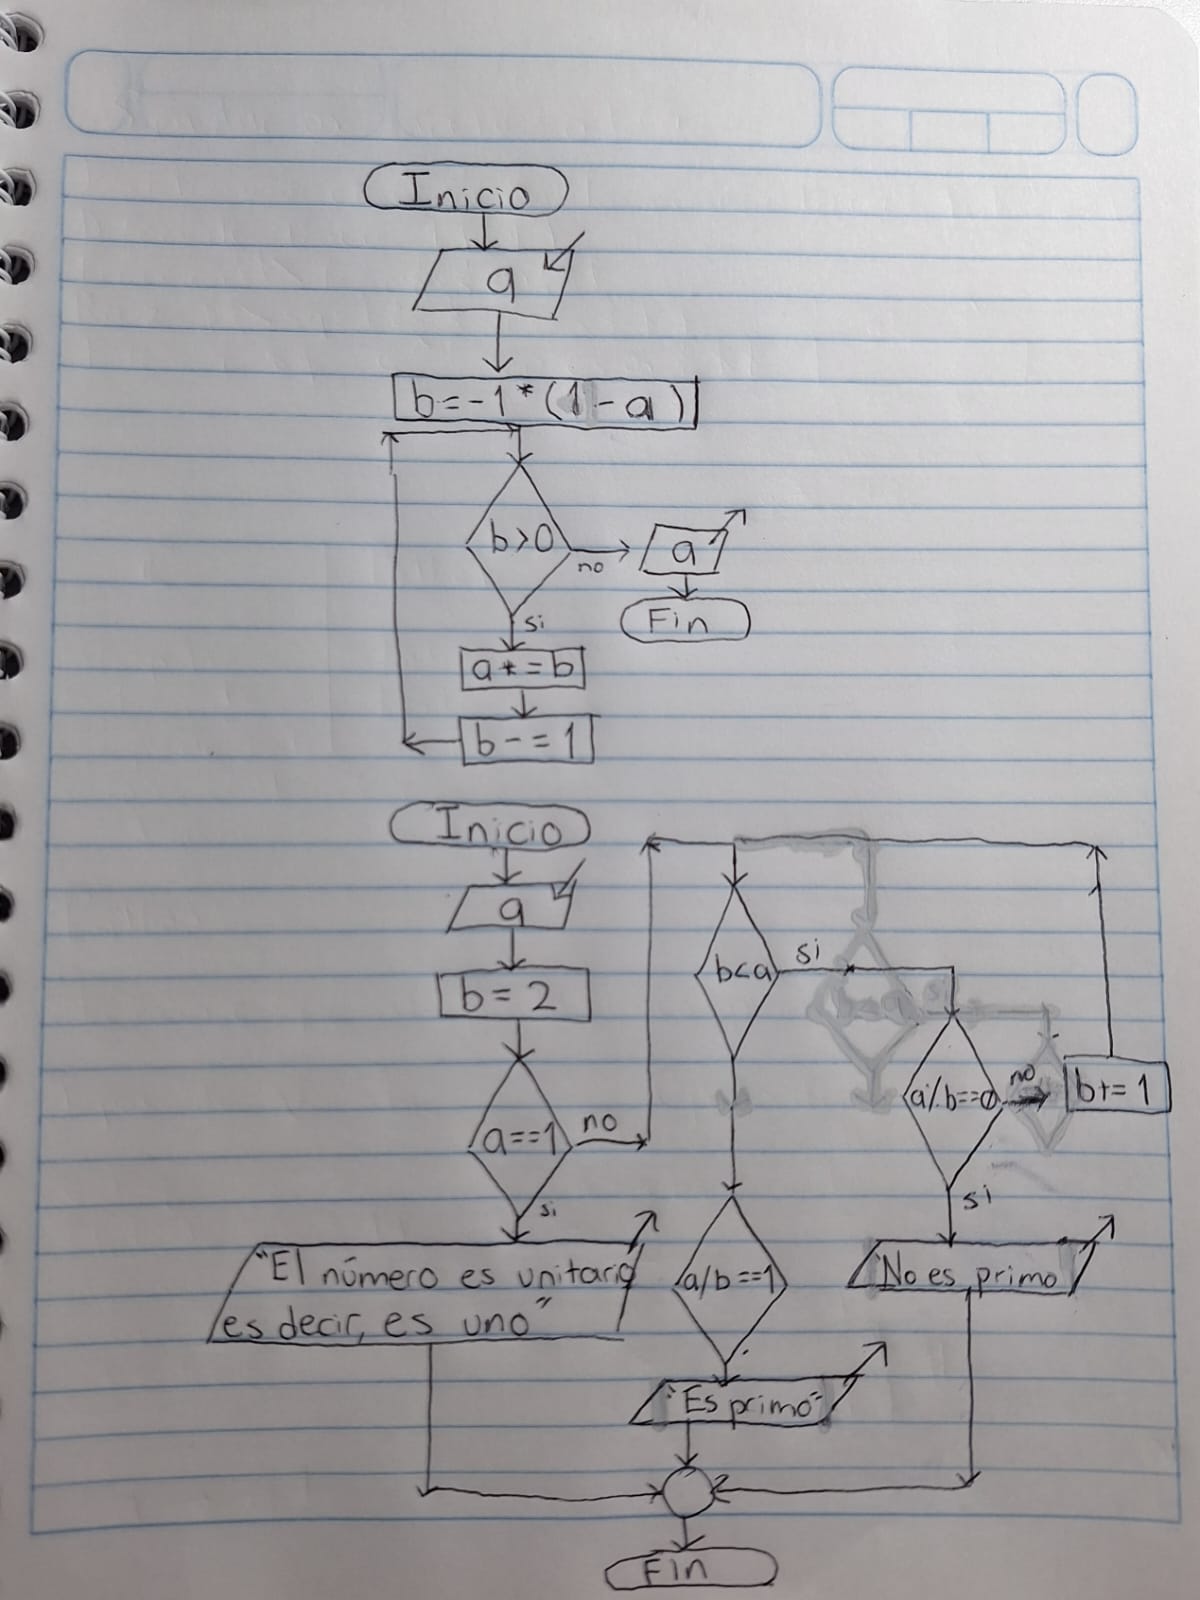 Inicio
a
b=-1*(1-a)
b>0
no
a
Fin
si
a*=b
b-=1
Inicio
a
b=2
a==1
no
si
"El número es unitario
es decir, es uno"
b<a
si
a%b==0
no
b+=1
si
"No es primo
a/b==1
"Es primo"
Fin